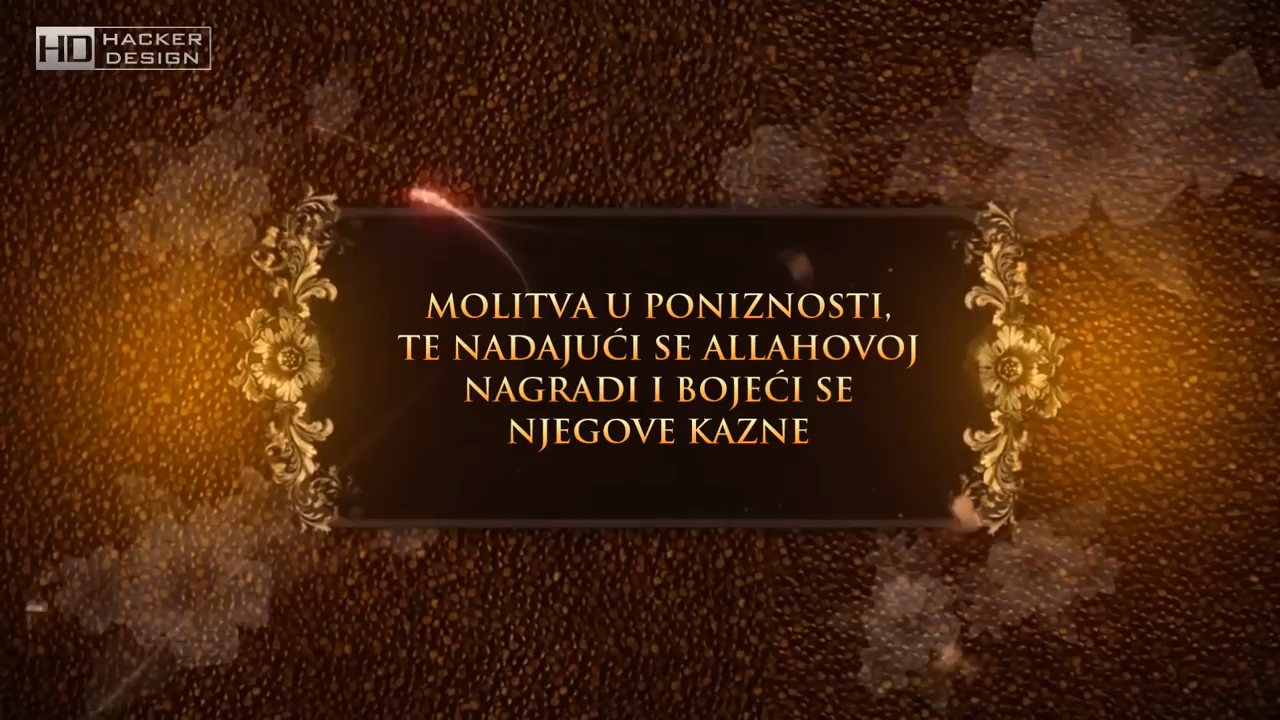 HD HACKER
DESIGN
MOLITVA U PONIZNOSTI,
TE NADAJUĆI SE ALLAHOVOJ
NAGRADI I BOJEĆI SE
NJEGOVE KAZNE